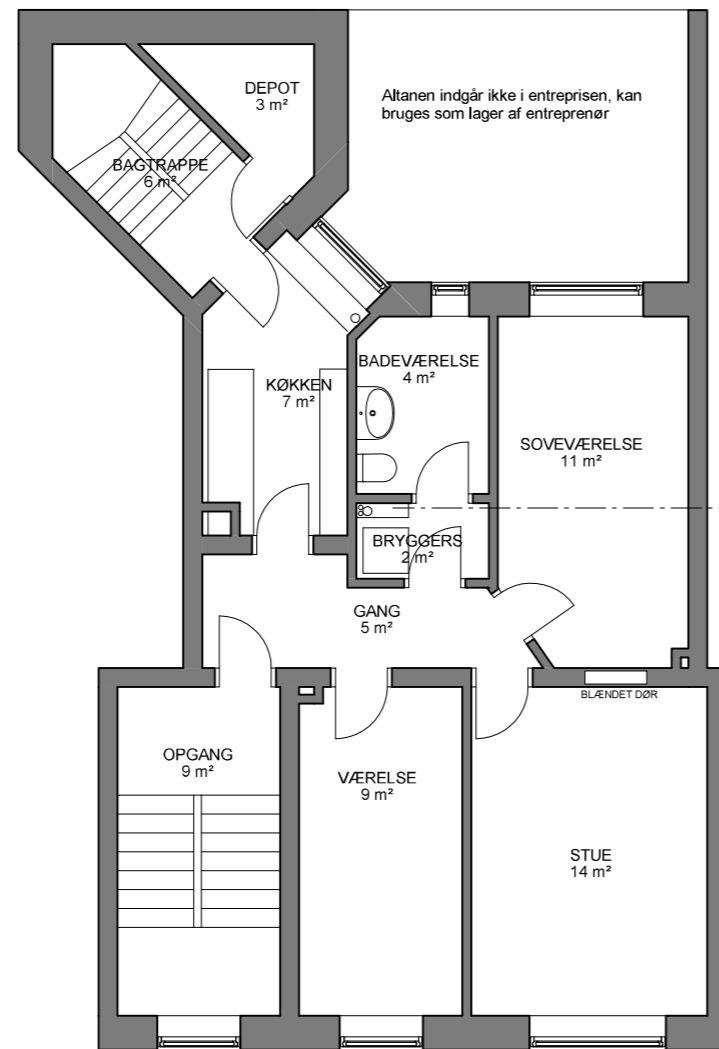 DEPOT
3 m²
Altanen indgår ikke i entreprisen, kan
bruges som lager af entreprenør
BAGTRAPPE
6 m²
BADEVÆRELSE
4 m²
KØKKEN
7 m²
SOVEVÆRELSE
11 m²
BRYGGERS
2 m²
GANG
5 m²
BLÆNDET DØR
OPGANG
9 m²
VÆRELSE
9 m²
STUE
14 m²